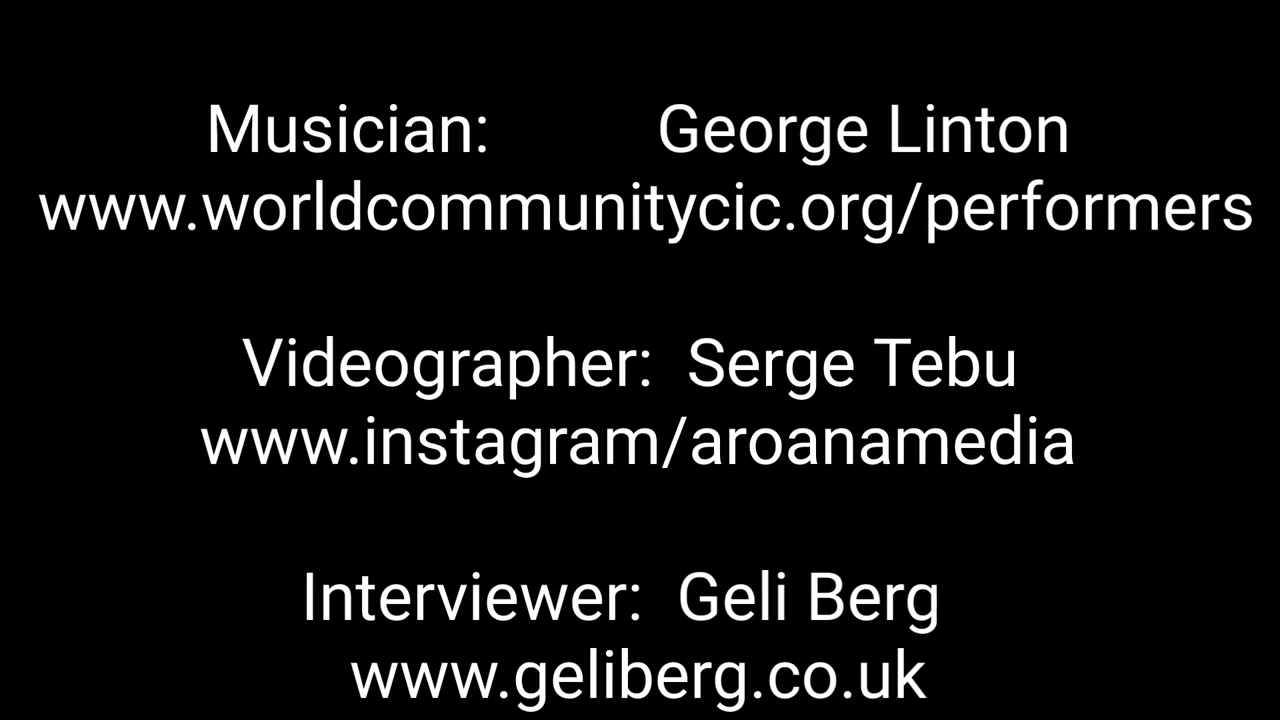 Musician: George Linton
www.worldcommunitycic.org/performers
Videographer: Serge Tebu
www.instagram/aroanamedia
Interviewer: Geli Berg
www.geliberg.co.uk